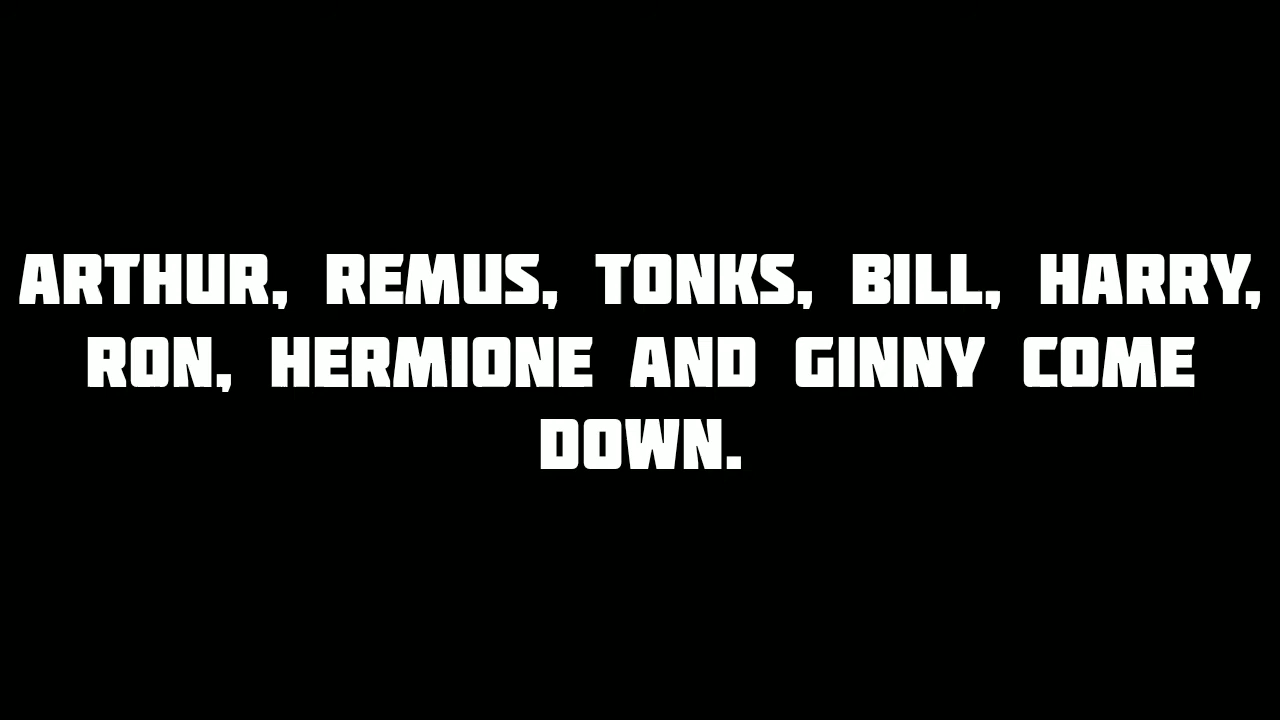 ARTHUR, REMUS, TONKS, BILL, HARRY,
RON, HERMIONE AND GINNY COME
DOWN.